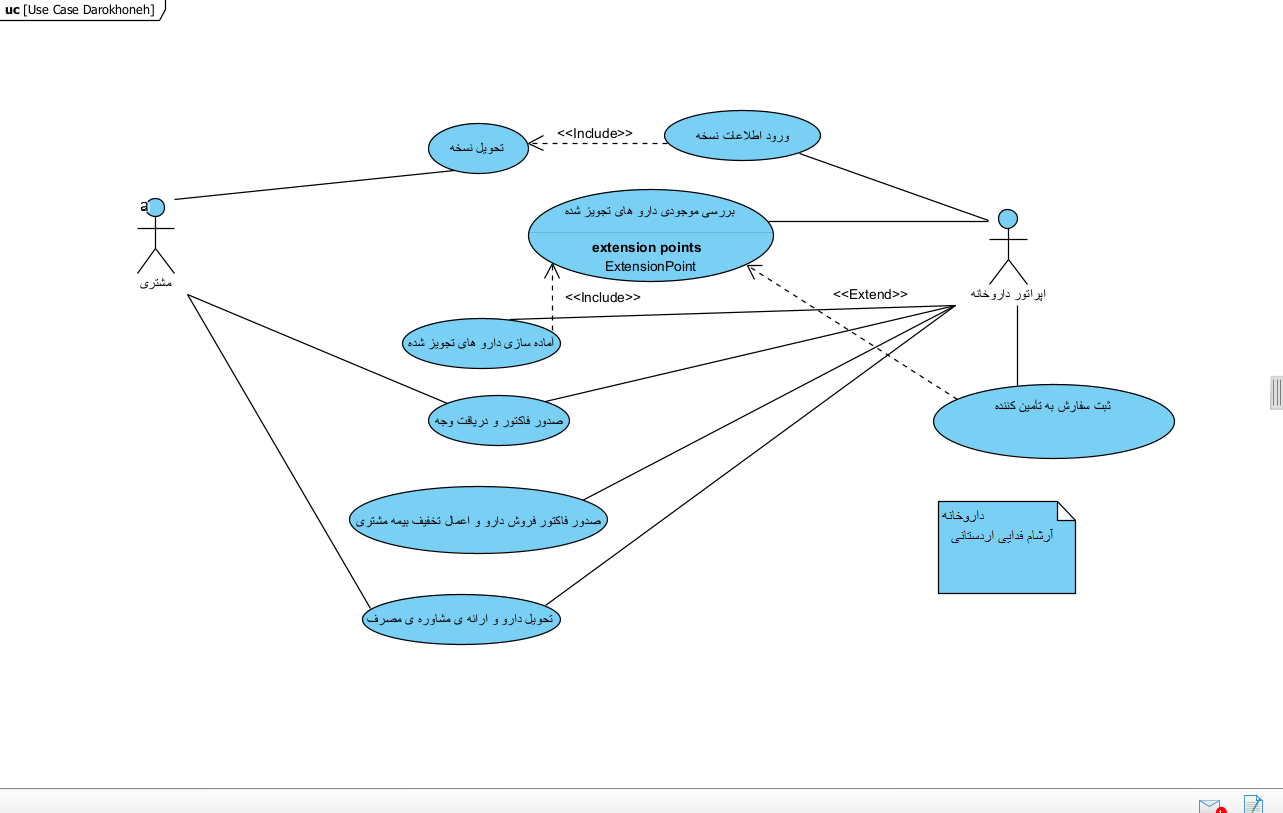 uc [Use Case Darokhoneh]
ورود اطلاعات نسخه
<<Include>>
تحویل نسخه
a
مشتری
بررسی موجودی دارو های تجویز شده
extension points
ExtensionPoint
اپراتور داروخانه
<<Include>>
<<Extend>>
اماده سازی دارو های تجویز شده
صدور فاکتور و دریافت وجه
ثبت سفارش به تأمین کننده
صدور فاکتور فروش دارو و اعمال تخفیف بیمه مشتری
داروخانه
آرشام فدایی اردستانی
تحویل دارو و ارائه ی مشاوره ی مصرف